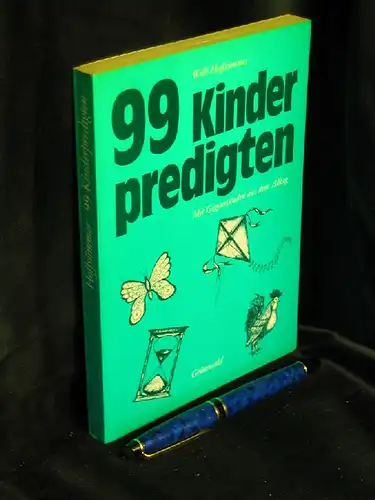 Willi Hoffsümmer
99 Kinder
predigten
Mit Gegenständen aus dem Alltag
Grünewald
Hoffsümmer 99 Kinderpredigten